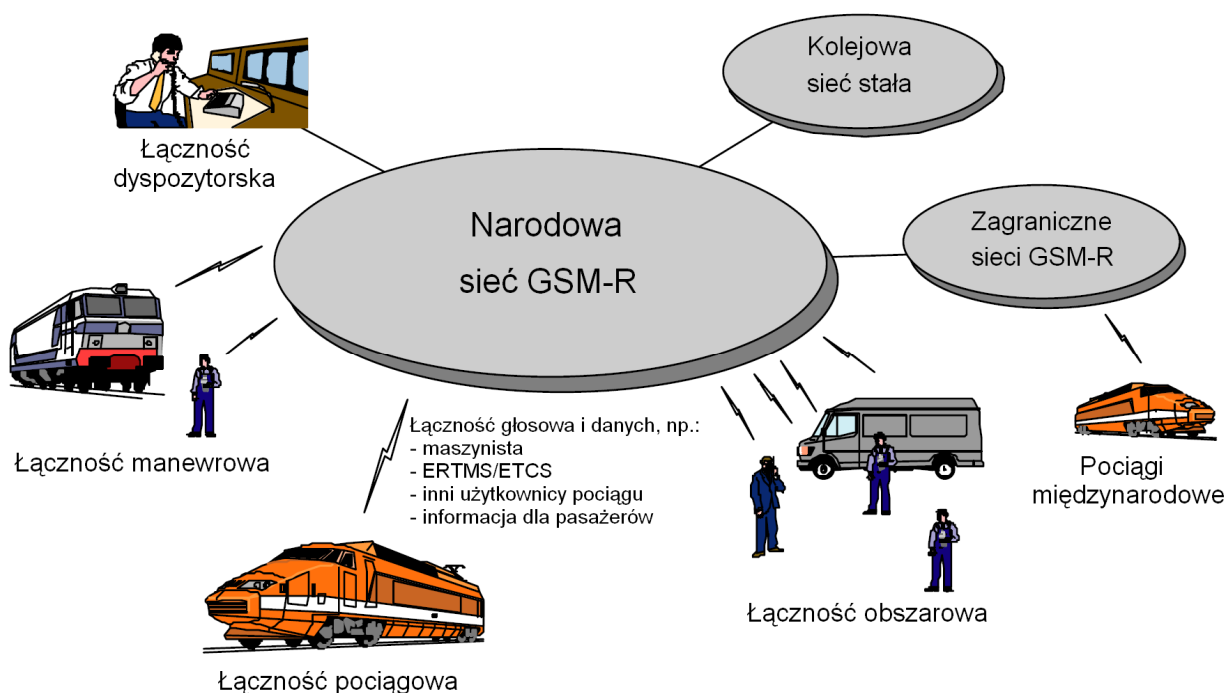 Kolejowa
sieć stała
Łączność
dyspozytorska
Narodowa
sieć GSM-R
Zagraniczne
sieci GSM-R
Łączność manewrowa
Łączność głosowa i danych, np.:
- maszynista
- ERTMS/ETCS
- inni użytkownicy pociągu
- informacja dla pasażerów
Pociągi
międzynarodowe
Łączność obszarowa
Łączność pociągowa